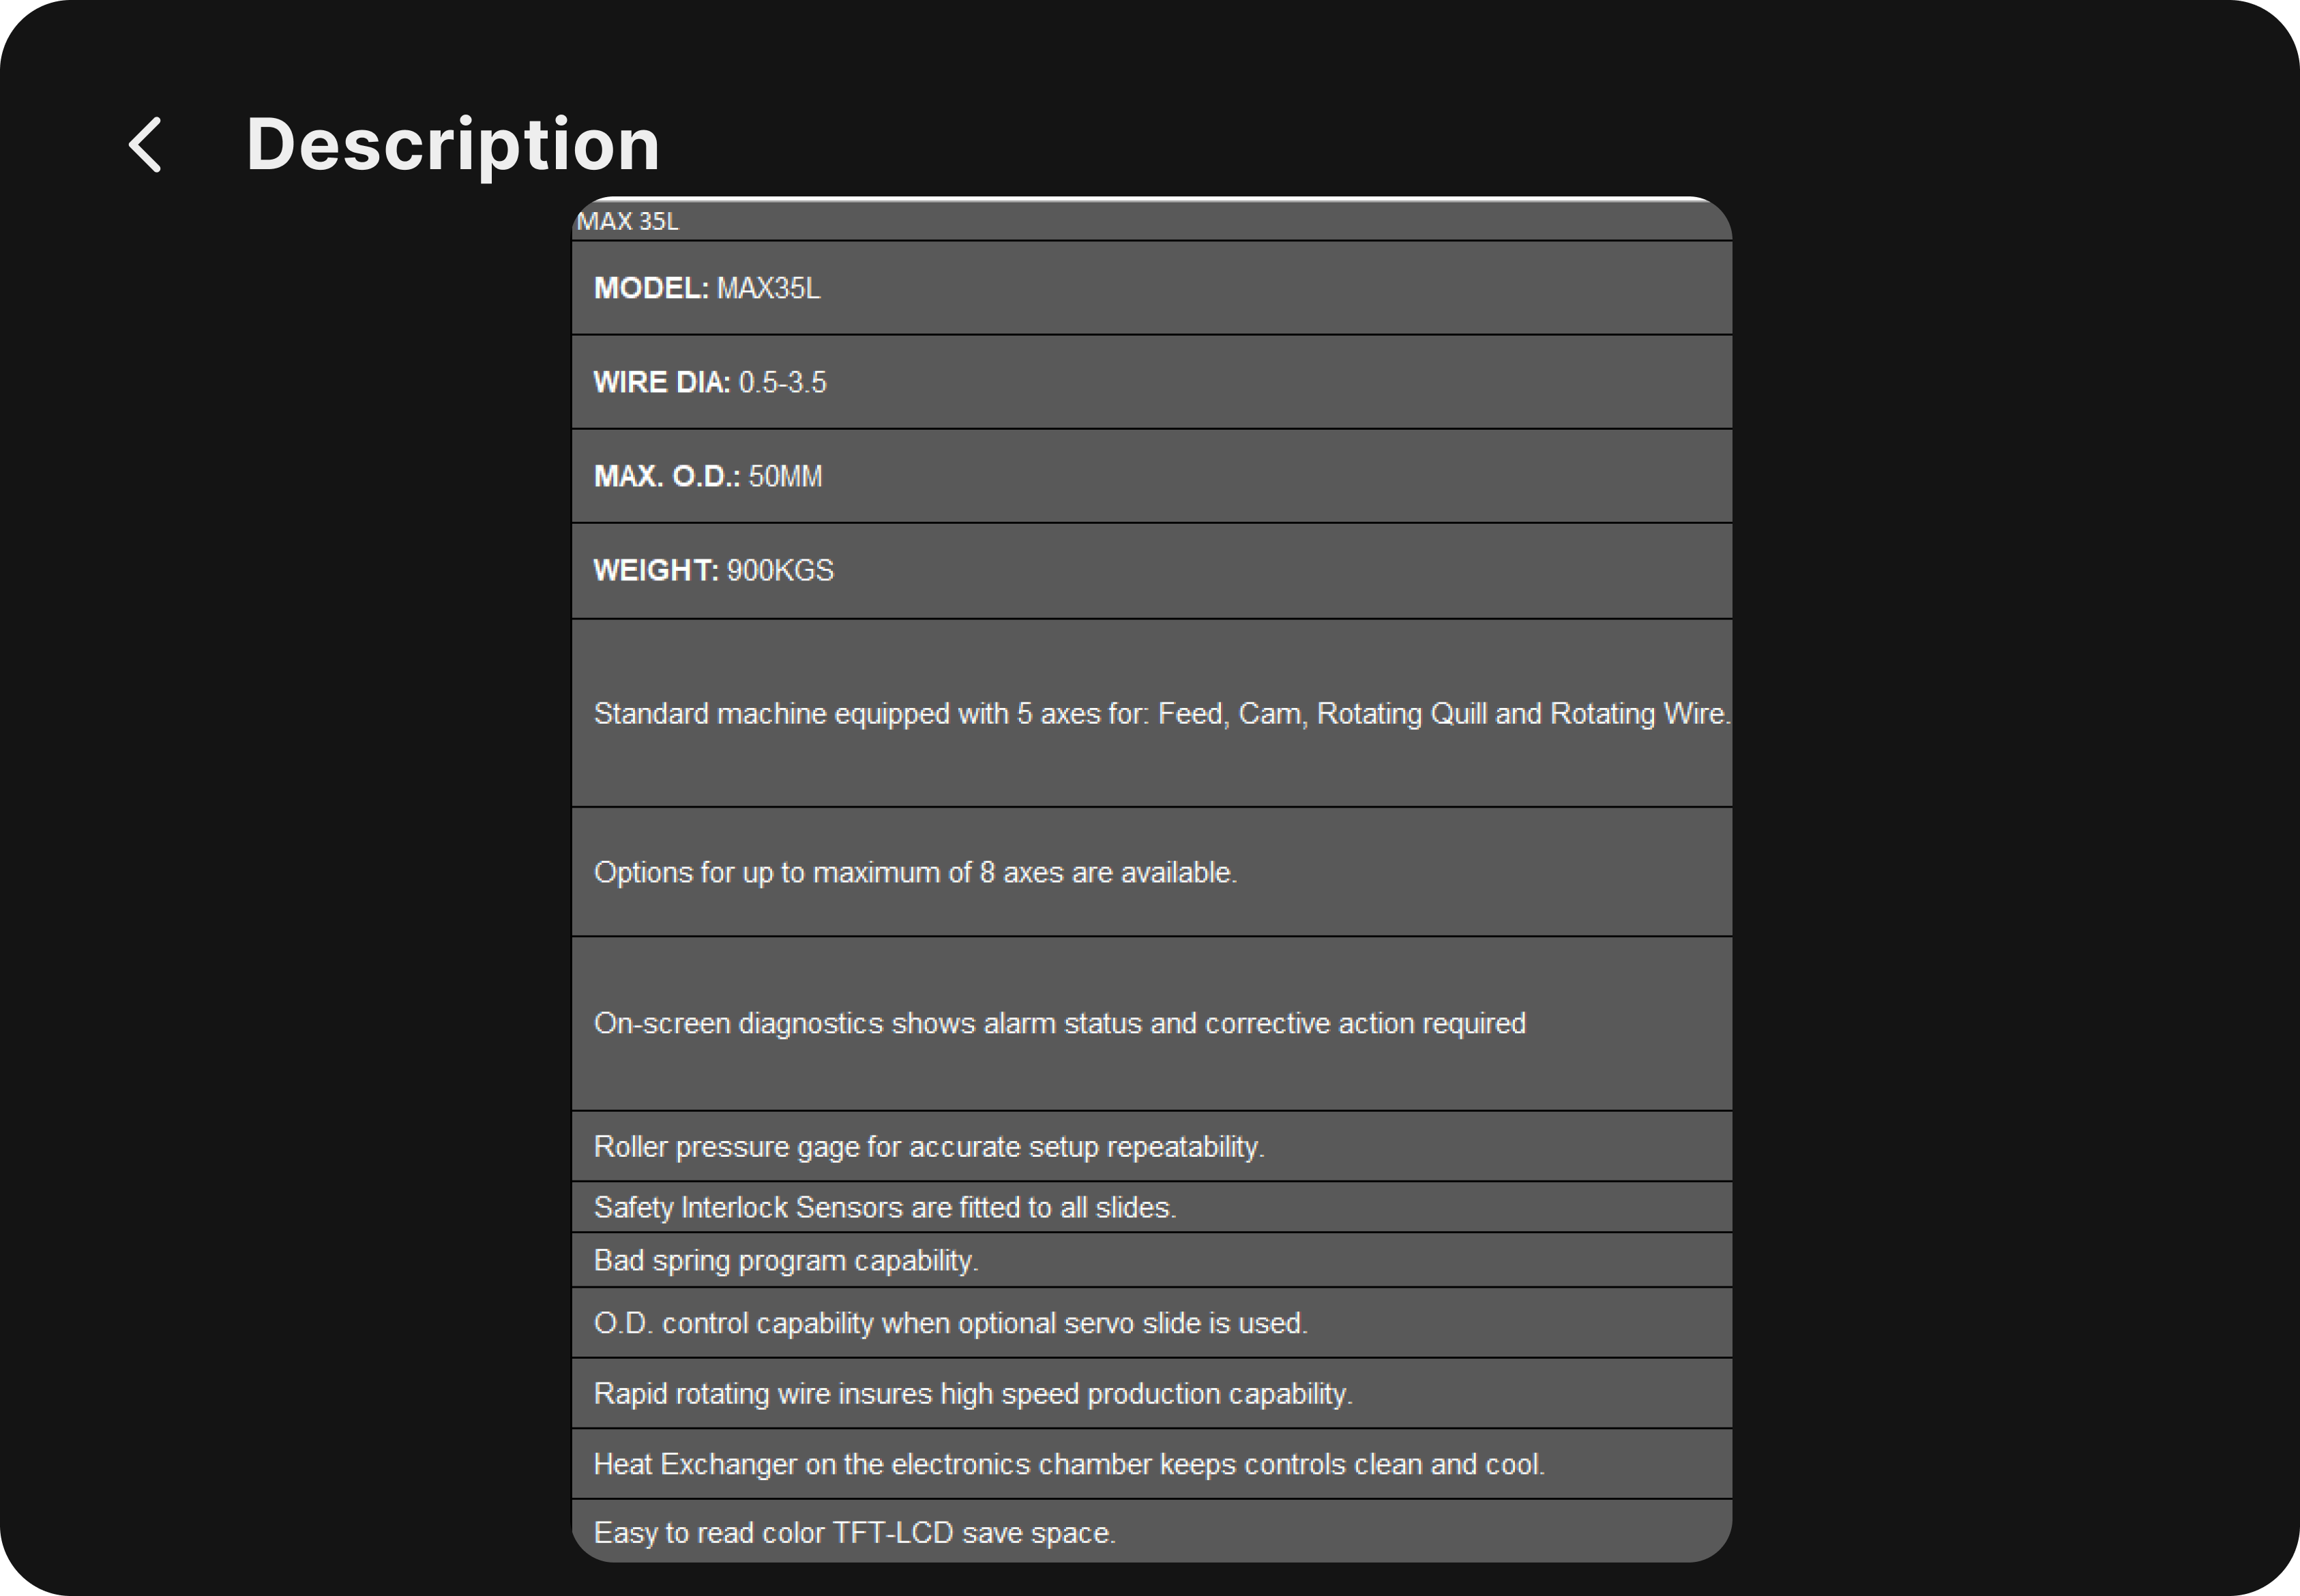 Description
MAX 35L
MODEL: MAX35L
WIRE DIA: 0.5-3.5
MAX. O.D.: 50MM
WEIGHT: 900KGS
Standard machine equipped with 5 axes for: Feed, Cam, Rotating Quill and Rotating Wire.
Options for up to maximum of 8 axes are available.
On-screen diagnostics shows alarm status and corrective action required
Roller pressure gage for accurate setup repeatability.
Safety Interlock Sensors are fitted to all slides.
Bad spring program capability.
O.D. control capability when optional servo slide is used.
Rapid rotating wire insures high speed production capability.
Heat Exchanger on the electronics chamber keeps controls clean and cool.
Easy to read color TFT-LCD save space.